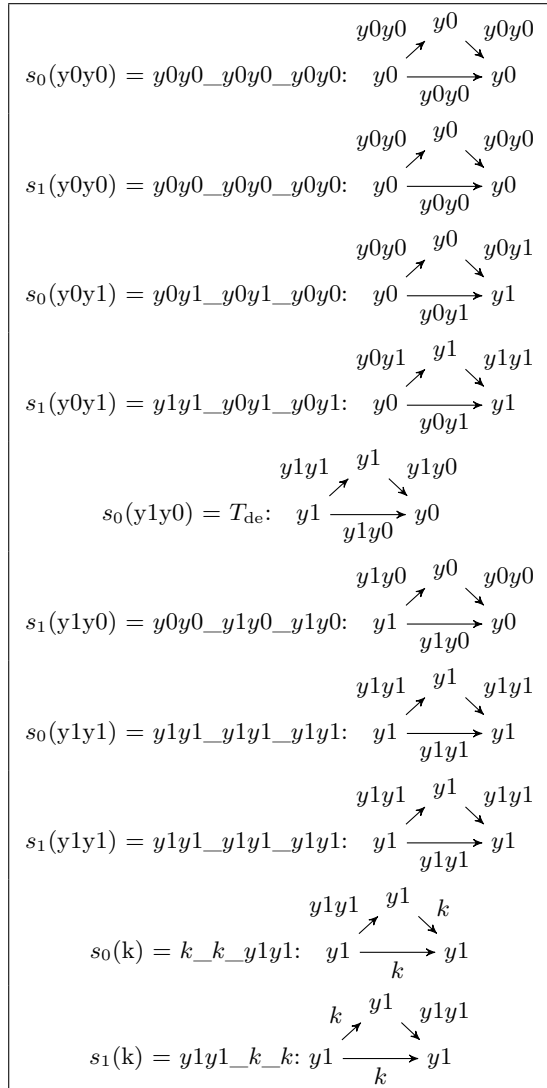 y0y0 y0 y0y0
s₀(y0y0) = y0y0_y0y0_y0y0: y0 y0
y0y0
y0y0 y0 y0y0
s₁(y0y0) = y0y0_y0y0_y0y0: y0 y0
y0y0
y0y0 y0 y0y1
s₀(y0y1) = y0y1_y0y1_y0y0: y0 y1
y0y1
y0y1 y1 y1y1
s₁(y0y1) = y1y1_y0y1_y0y1: y0 y1
y0y1
y1y1 y1 y1y0
s₀(y1y0) = T_de: y1 y0
y1y0
y1y0 y0 y0y0
s₁(y1y0) = y0y0_y1y0_y1y0: y1 y0
y1y0
y1y1 y1 y1y1
s₀(y1y1) = y1y1_y1y1_y1y1: y1 y1
y1y1
y1y1 y1 y1y1
s₁(y1y1) = y1y1_y1y1_y1y1: y1 y1
y1y1
y1y1 y1 k
s₀(k) = k_k_y1y1: y1 y1
k
k y1 y1y1
s₁(k) = y1y1_k_k: y1 y1
k